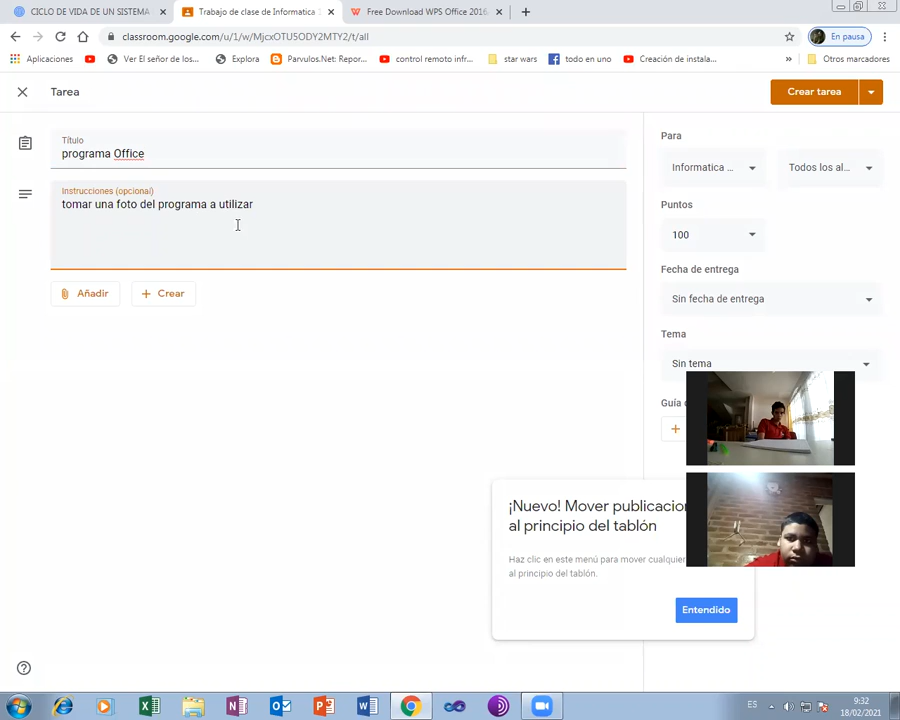 CICLO DE VIDA DE UN SISTEMA
Trabajo de clase de Informatica
Free Download WPS Office 2016
classroom.google.com/u/1/w/MjcxOTU5ODY2MTY2/t/all
En pausa
Aplicaciones
Ver El señor de los...
Explora
Parvulos.Net: Repor...
control remoto infr...
star wars
todo en uno
Creación de instala...
»
Otros marcadores
Tarea
Crear tarea
Título
programa Office
Instrucciones (opcional)
tomar una foto del programa a utilizar
Añadir
Crear
Para
Informatica ...
Todos los al...
Puntos
100
Fecha de entrega
Sin fecha de entrega
Tema
Sin tema
Guía
¡Nuevo! Mover publicacion
al principio del tablón
Haz clic en este menú para mover cualquie
al principio del tablón.
Entendido
ES
9:32
18/02/2021